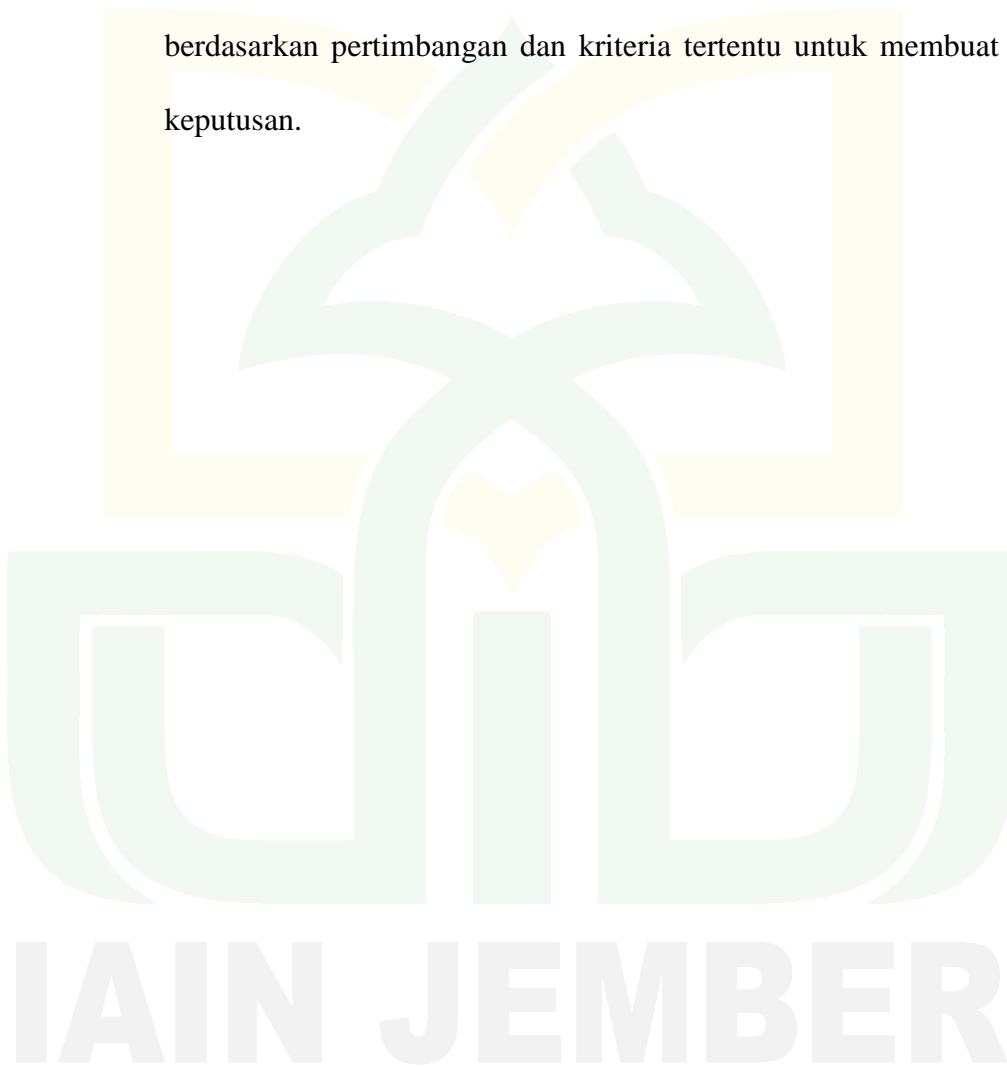 berdasarkan pertimbangan dan kriteria tertentu untuk membuat
keputusan.
IAIN JEMBER